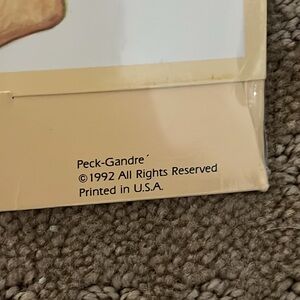 Peck-Gandre´
©1992 All Rights Reserved
Printed in U.S.A.